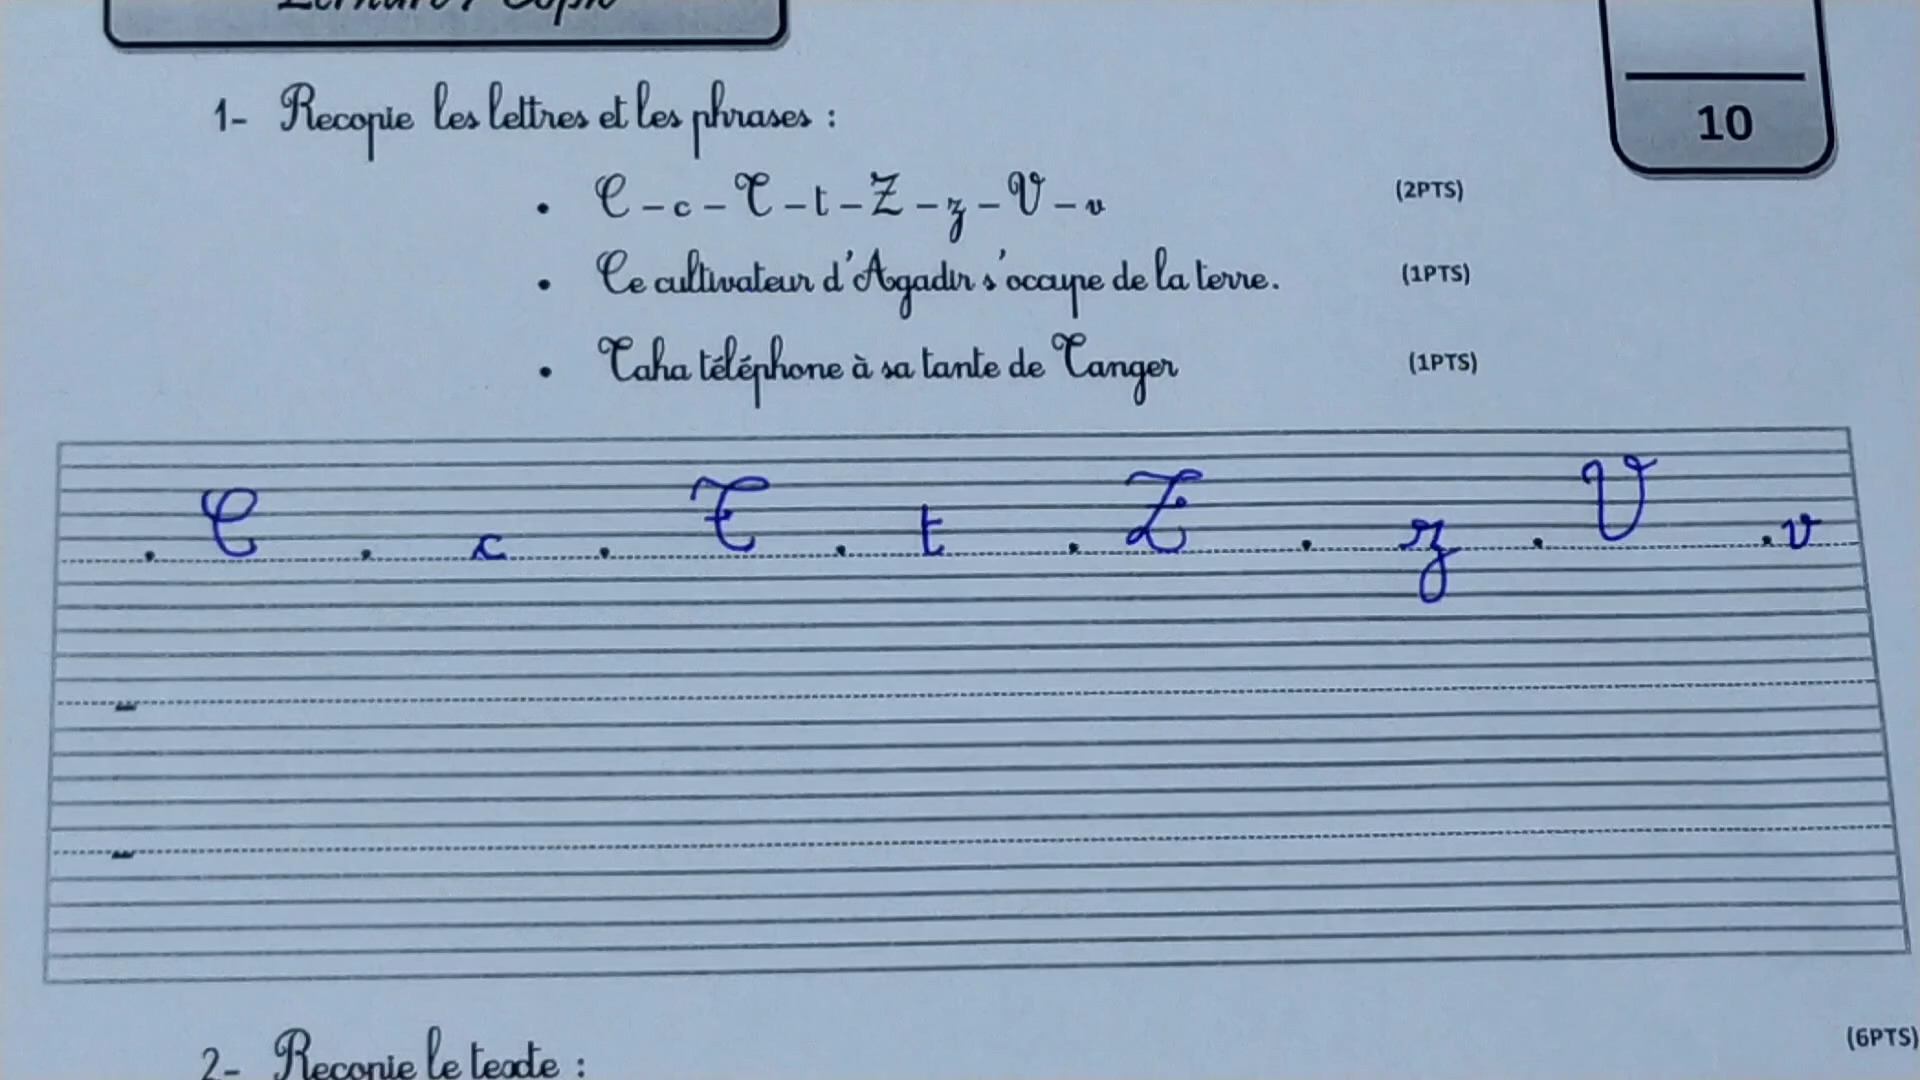 10
1- Recopie les lettres et les phrases :
• C - c - T - t - Z - z - V - v (2PTS)
• Ce cultivateur d'Agadir s'occupe de la terre. (1PTS)
• Taha téléphone à sa tante de Tanger (1PTS)
. C . c . T . t . Z . z . V . v
-
-
(6PTS)
2- Recopie le texte :